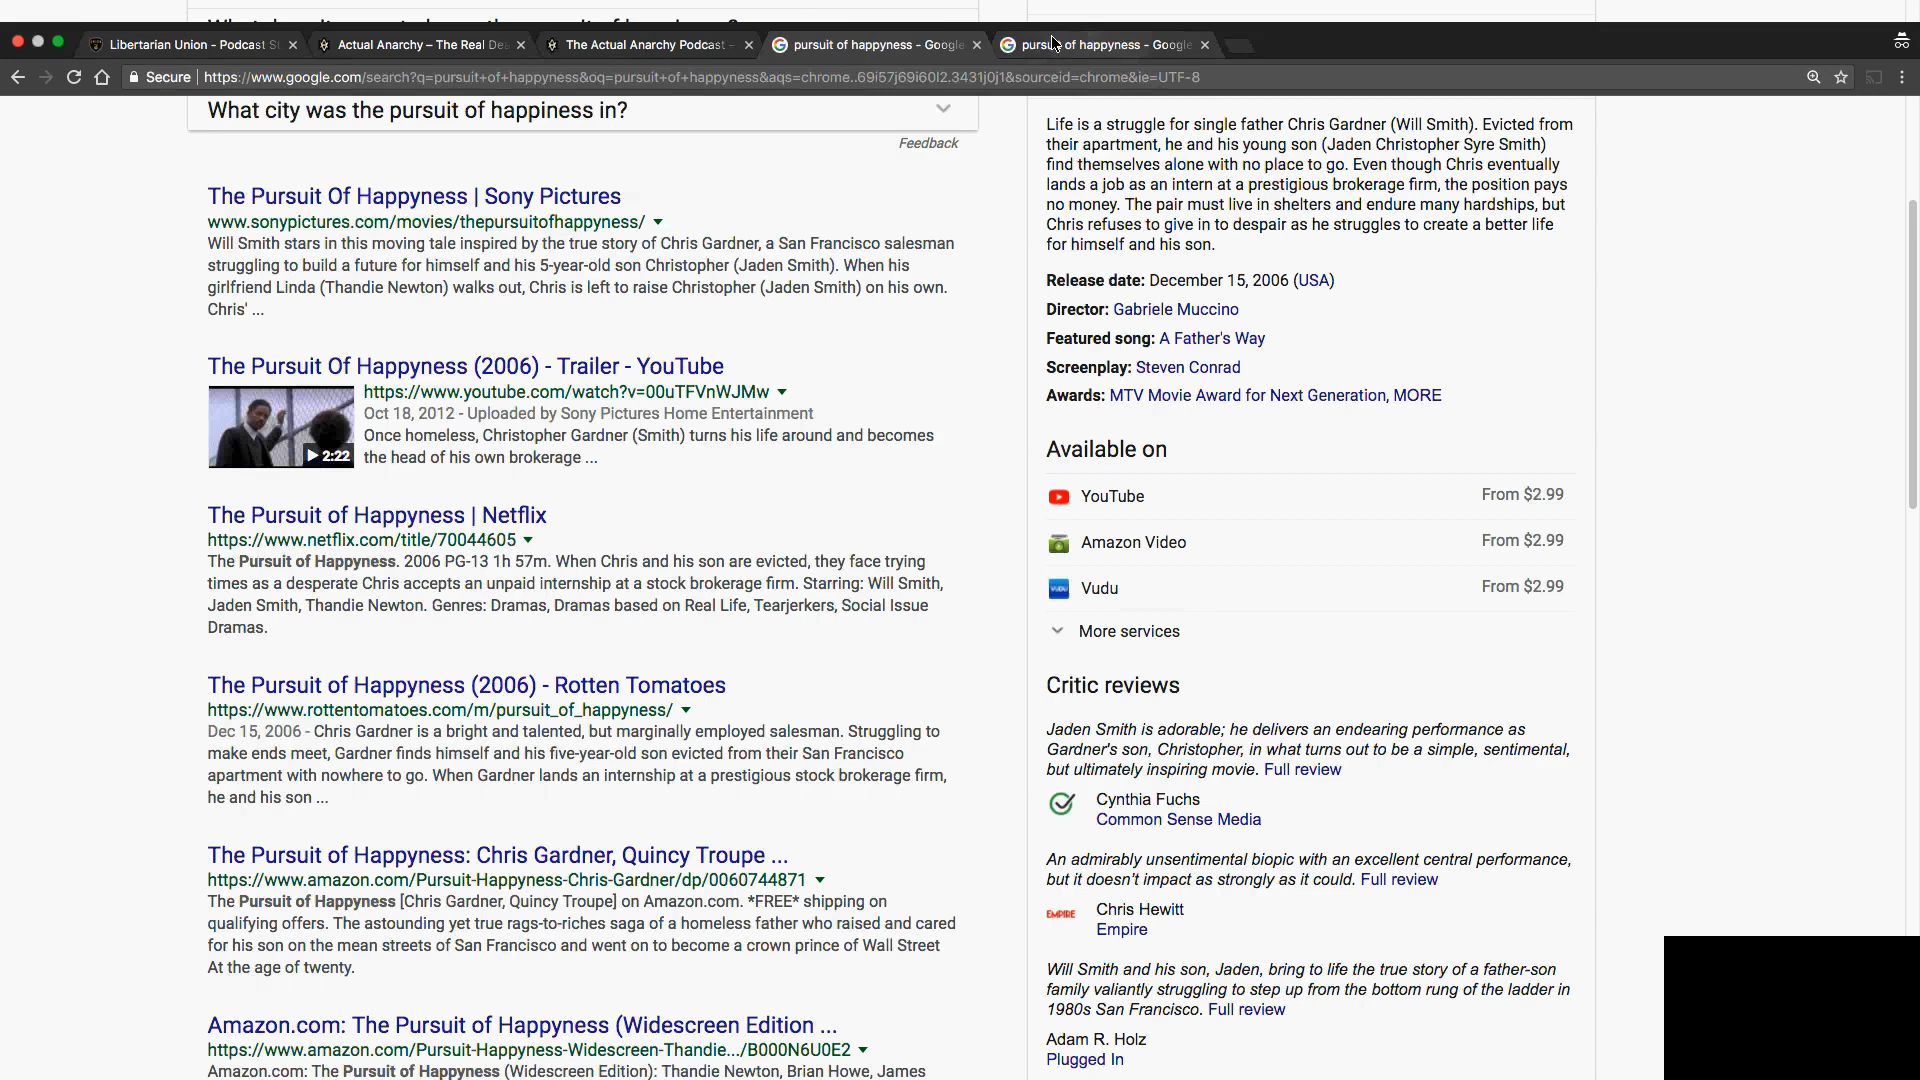 Libertarian Union - Podcast S
Actual Anarchy – The Real De
The Actual Anarchy Podcast -
pursuit of happyness - Google
pursuit of happyness - Google
Secure
https://www.google.com/search?q=pursuit+of+happyness&oq=pursuit+of+happyness&aqs=chrome..69i57j69i60l2.3431j0j1&sourceid=chrome&ie=UTF-8
What city was the pursuit of happiness in?
Feedback
The Pursuit Of Happyness | Sony Pictures
www.sonypictures.com/movies/thepursuitofhappyness/
Will Smith stars in this moving tale inspired by the true story of Chris Gardner, a San Francisco salesman
struggling to build a future for himself and his 5-year-old son Christopher (Jaden Smith). When his
girlfriend Linda (Thandie Newton) walks out, Chris is left to raise Christopher (Jaden Smith) on his own.
Chris' ...
The Pursuit Of Happyness (2006) - Trailer - YouTube
https://www.youtube.com/watch?v=00uTFVnWJMw
Oct 18, 2012 - Uploaded by Sony Pictures Home Entertainment
Once homeless, Christopher Gardner (Smith) turns his life around and becomes
the head of his own brokerage ...
2:22
The Pursuit of Happyness | Netflix
https://www.netflix.com/title/70044605
The Pursuit of Happyness. 2006 PG-13 1h 57m. When Chris and his son are evicted, they face trying
times as a desperate Chris accepts an unpaid internship at a stock brokerage firm. Starring: Will Smith,
Jaden Smith, Thandie Newton. Genres: Dramas, Dramas based on Real Life, Tearjerkers, Social Issue
Dramas.
The Pursuit of Happyness (2006) - Rotten Tomatoes
https://www.rottentomatoes.com/m/pursuit_of_happyness/
Dec 15, 2006 - Chris Gardner is a bright and talented, but marginally employed salesman. Struggling to
make ends meet, Gardner finds himself and his five-year-old son evicted from their San Francisco
apartment with nowhere to go. When Gardner lands an internship at a prestigious stock brokerage firm,
he and his son ...
The Pursuit of Happyness: Chris Gardner, Quincy Troupe ...
https://www.amazon.com/Pursuit-Happyness-Chris-Gardner/dp/0060744871
The Pursuit of Happyness [Chris Gardner, Quincy Troupe] on Amazon.com. *FREE* shipping on
qualifying offers. The astounding yet true rags-to-riches saga of a homeless father who raised and cared
for his son on the mean streets of San Francisco and went on to become a crown prince of Wall Street
At the age of twenty.
Amazon.com: The Pursuit of Happyness (Widescreen Edition ...
https://www.amazon.com/Pursuit-Happyness-Widescreen-Thandie.../B000N6U0E2
Amazon.com: The Pursuit of Happyness (Widescreen Edition): Thandie Newton, Brian Howe, James
Life is a struggle for single father Chris Gardner (Will Smith). Evicted from
their apartment, he and his young son (Jaden Christopher Syre Smith)
find themselves alone with no place to go. Even though Chris eventually
lands a job as an intern at a prestigious brokerage firm, the position pays
no money. The pair must live in shelters and endure many hardships, but
Chris refuses to give in to despair as he struggles to create a better life
for himself and his son.
Release date: December 15, 2006 (USA)
Director: Gabriele Muccino
Featured song: A Father's Way
Screenplay: Steven Conrad
Awards: MTV Movie Award for Next Generation, MORE
Available on
YouTube From $2.99
Amazon Video From $2.99
Vudu From $2.99
More services
Critic reviews
Jaden Smith is adorable; he delivers an endearing performance as
Gardner's son, Christopher, in what turns out to be a simple, sentimental,
but ultimately inspiring movie. Full review
Cynthia Fuchs
Common Sense Media
An admirably unsentimental biopic with an excellent central performance,
but it doesn't impact as strongly as it could. Full review
EMPIRE
Chris Hewitt
Empire
Will Smith and his son, Jaden, bring to life the true story of a father-son
family valiantly struggling to step up from the bottom rung of the ladder in
1980s San Francisco. Full review
Adam R. Holz
Plugged In